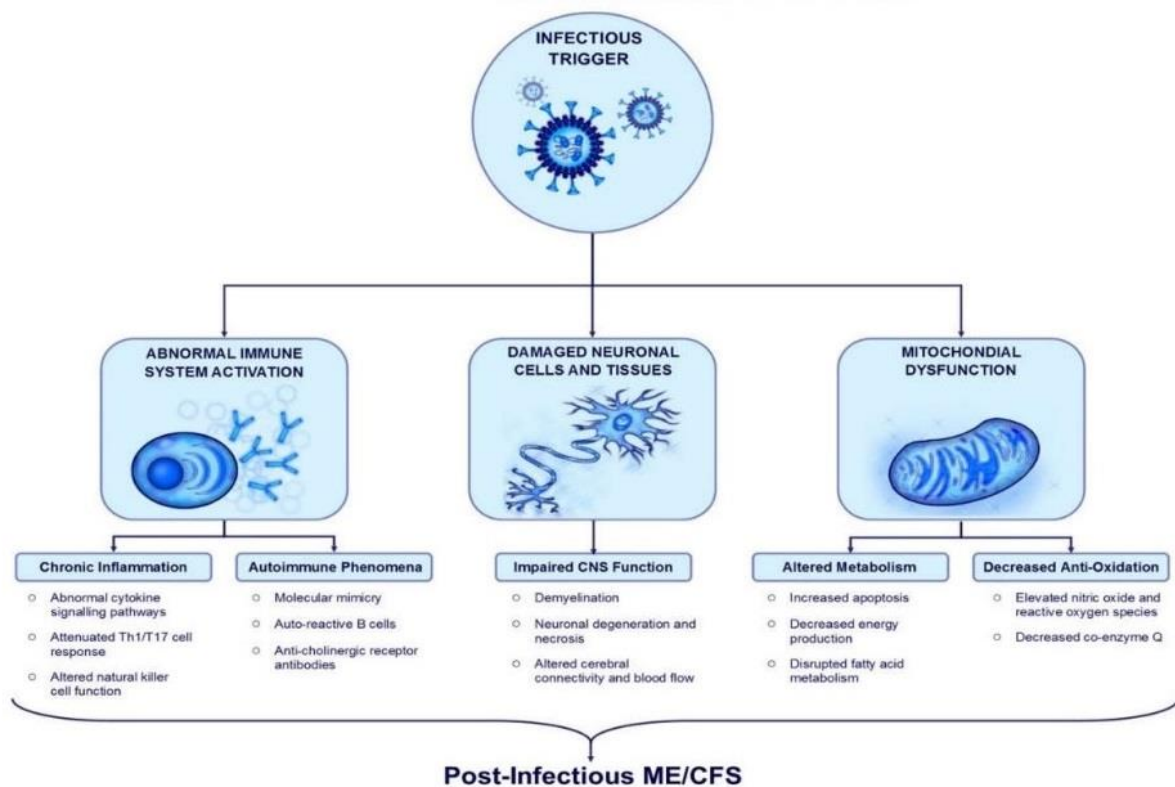 INFECTIOUS
TRIGGER
ABNORMAL IMMUNE
SYSTEM ACTIVATION
DAMAGED NEURONAL
CELLS AND TISSUES
MITOCHONDIAL
DYSFUNCTION
Chronic Inflammation
Abnormal cytokine
signalling pathways
Attenuated Th1/T17 cell
response
Altered natural killer
cell function
Autoimmune Phenomena
Molecular mimicry
Auto-reactive B cells
Anti-cholinergic receptor
antibodies
Impaired CNS Function
Demyelination
Neuronal degeneration and
necrosis
Altered cerebral
connectivity and blood flow
Altered Metabolism
Increased apoptosis
Decreased energy
production
Disrupted fatty acid
metabolism
Decreased Anti-Oxidation
Elevated nitric oxide and
reactive oxygen species
Decreased co-enzyme Q
Post-Infectious ME/CFS